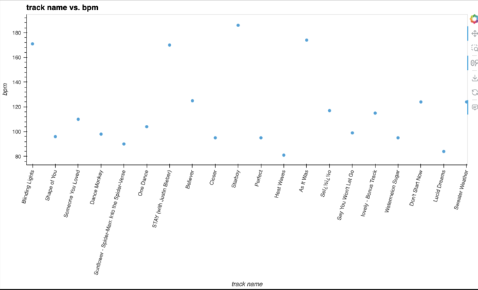 track name vs. bpm
bpm
180
160
140
120
100
80
Blinding Lights
Shape of You
Someone You Loved
Dance Monkey
Sunflower - Spider-Man: Into the Spider-Verse
One Dance
STAY (with Justin Bieber)
Believer
Closer
Starboy
Perfect
Heat Waves
As It Was
Say You Won't Let Go
lovely - Bonus Track
Watermelon Sugar
Don't Start Now
Lucid Dreams
Sweater Weather
track name